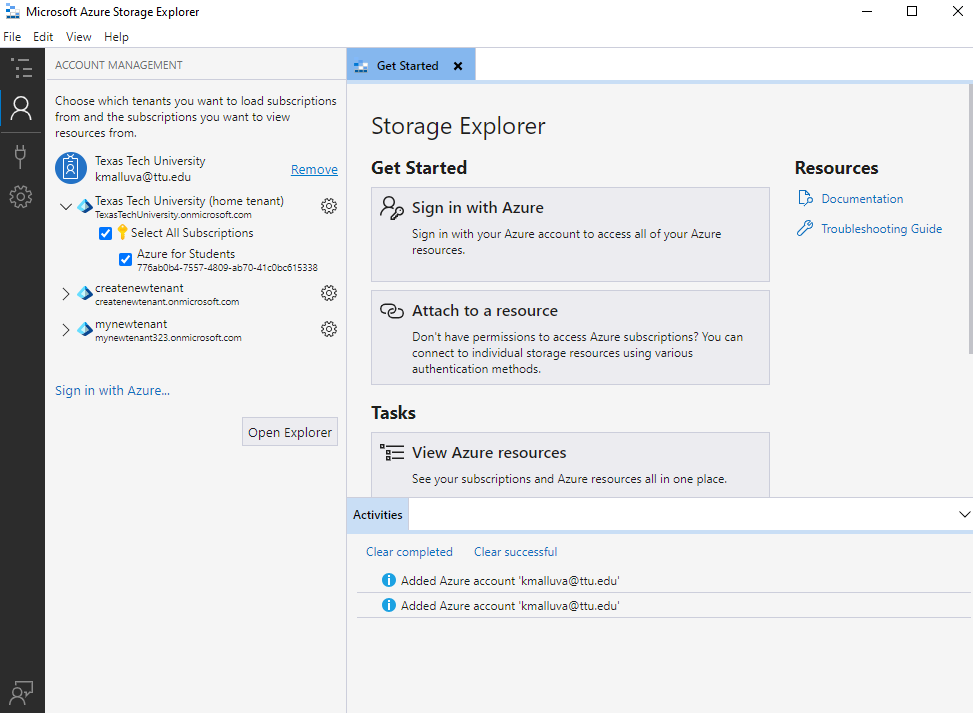 Microsoft Azure Storage Explorer
File Edit View Help
ACCOUNT MANAGEMENT
Choose which tenants you want to load subscriptions
from and the subscriptions you want to view
resources from.
Texas Tech University
kmalluva@ttu.edu
Remove
Texas Tech University (home tenant)
TexasTechUniversity.onmicrosoft.com
Select All Subscriptions
Azure for Students
776ab0b4-7557-4809-ab70-41c0bc615338
createnewtenant
createnewtenant.onmicrosoft.com
mynewtenant
mynewtenant323.onmicrosoft.com
Sign in with Azure...
Open Explorer
Get Started
Storage Explorer
Get Started
Sign in with Azure
Sign in with your Azure account to access all of your Azure
resources.
Attach to a resource
Don't have permissions to access Azure subscriptions? You can
connect to individual storage resources using various
authentication methods.
Tasks
View Azure resources
See your subscriptions and Azure resources all in one place.
Resources
Documentation
Troubleshooting Guide
Activities
Clear completed Clear successful
Added Azure account 'kmalluva@ttu.edu'
Added Azure account 'kmalluva@ttu.edu'